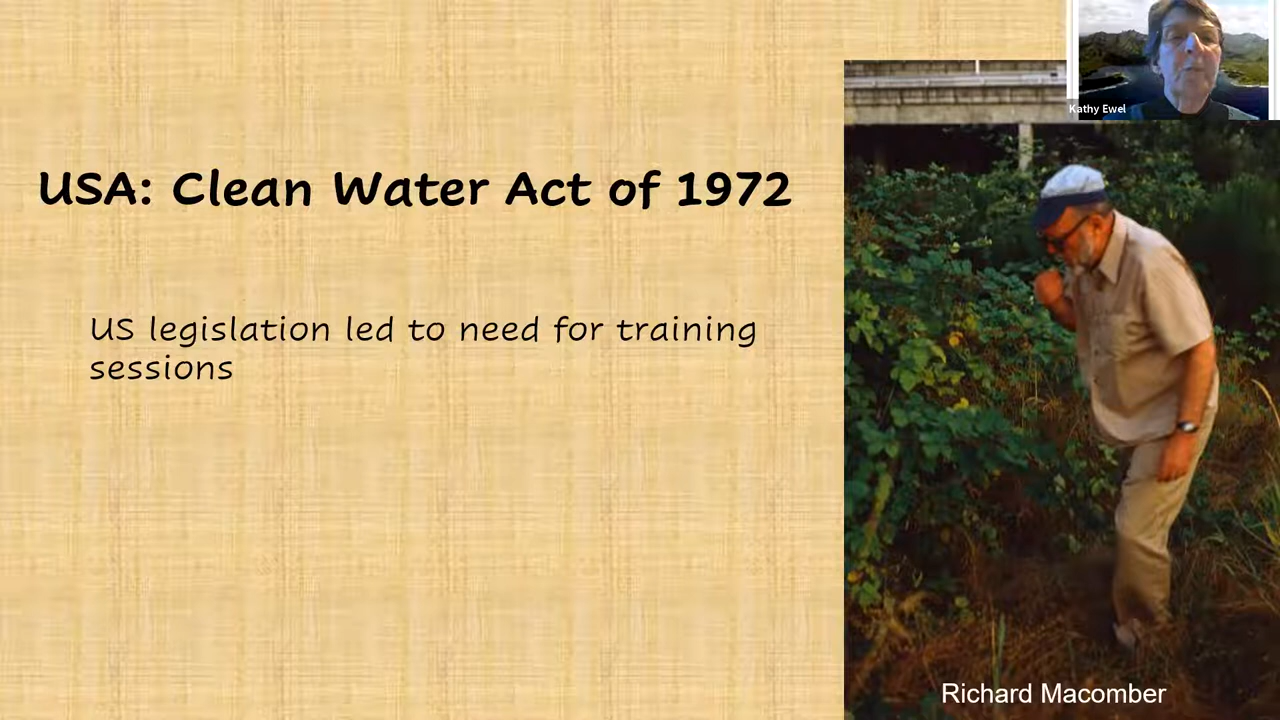 Kathy Ewel
USA: Clean Water Act of 1972
US legislation led to need for training
sessions
Richard Macomber